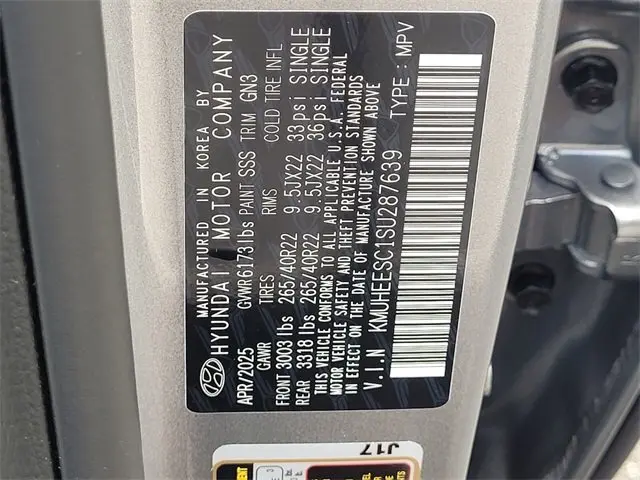 MANUFACTURED IN KOREA BY
HYUNDAI MOTOR COMPANY
APR/2025 GVWR6173lbs PAINT SSS TRIM GN3
GAWR TIRES RIMS COLD TIRE INFL
FRONT 3003 lbs 265/40R22 9.5JX22 33psi SINGLE
REAR 3318 lbs 265/40R22 9.5JX22 36psi SINGLE
THIS VEHICLE CONFORMS TO ALL APPLICABLE U.S.A. FEDERAL
MOTOR VEHICLE SAFETY AND THEFT PREVENTION STANDARDS
IN EFFECT ON THE DATE OF MANUFACTURE SHOWN ABOVE
V.I.N KMUHEESC1SU287639 TYPE : MPV
J17